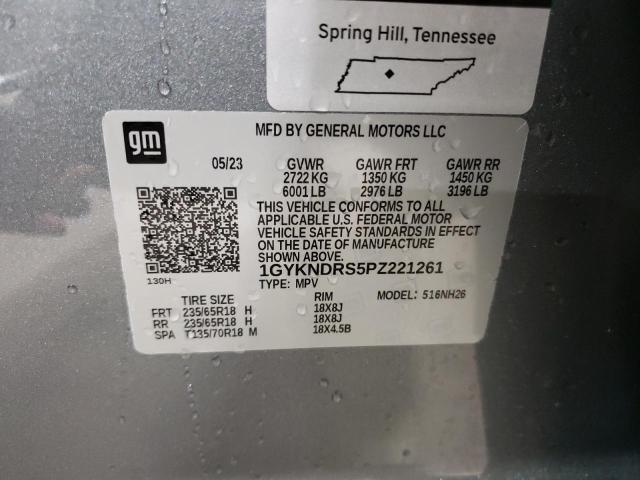 Spring Hill, Tennessee
gm
MFD BY GENERAL MOTORS LLC
05/23 GVWR GAWR FRT GAWR RR
2722 KG 1350 KG 1450 KG
6001 LB 2976 LB 3196 LB
THIS VEHICLE CONFORMS TO ALL
APPLICABLE U.S. FEDERAL MOTOR
VEHICLE SAFETY STANDARDS IN EFFECT
ON THE DATE OF MANUFACTURE
SHOWN ABOVE.
1GYKNDRS5PZ221261
130H
TYPE: MPV
TIRE SIZE RIM MODEL: 516NH26
FRT 235/65R18 H 18X8J
RR 235/65R18 H 18X8J
SPA T135/70R18 M 18X4.5B